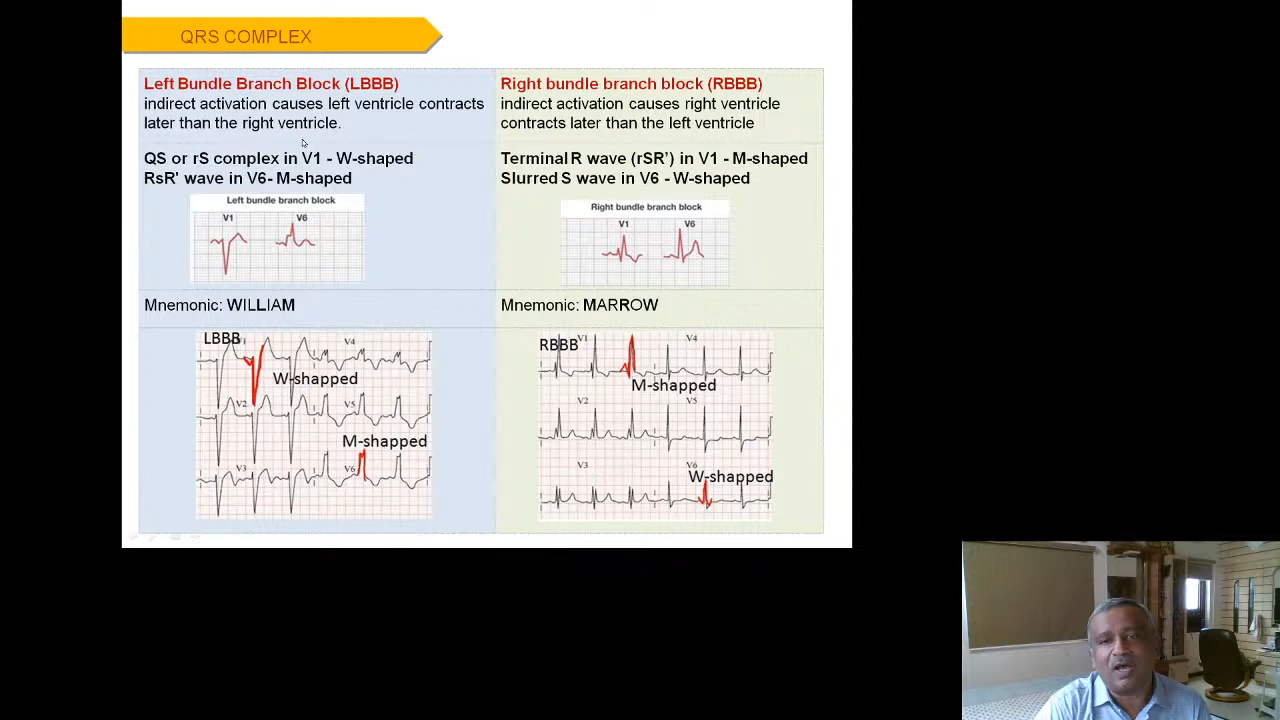 QRS COMPLEX
Left Bundle Branch Block (LBBB)
indirect activation causes left ventricle contracts
later than the right ventricle.
QS or rS complex in V1 - W-shaped
RsR' wave in V6- M-shaped
Left bundle branch block
V1 V6
Mnemonic: WILLIAM
LBBB
V1 V4
W-shapped
V2 V5
M-shapped
V3 V6
Right bundle branch block (RBBB)
indirect activation causes right ventricle
contracts later than the left ventricle
Terminal R wave (rSR’) in V1 - M-shaped
Slurred S wave in V6 - W-shaped
Right bundle branch block
V1 V6
Mnemonic: MARROW
RBBB V1 V4
M-shapped
V2 V5
V3 V6
W-shapped